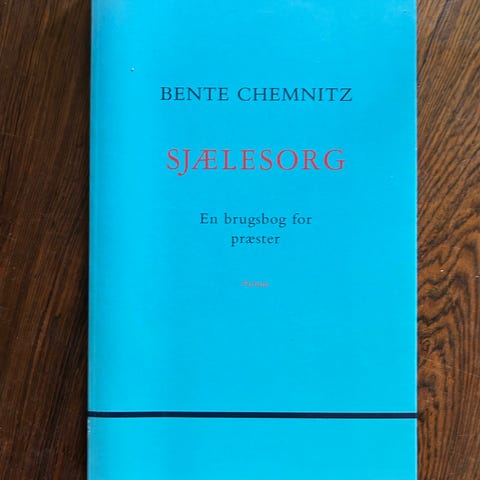 BENTE CHEMNITZ
SJÆLESORG
En brugsbog for
præster